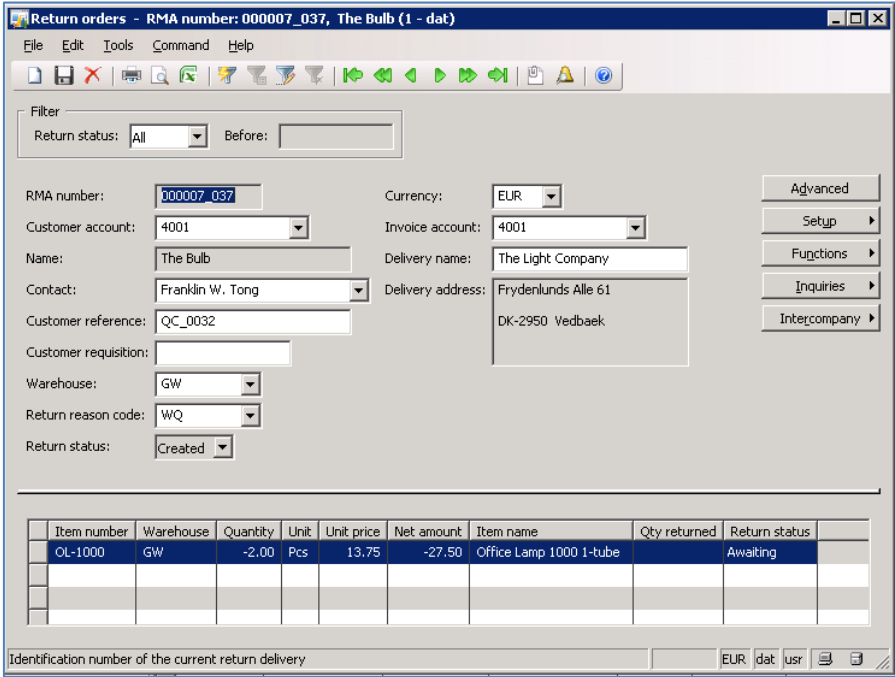 Return orders - RMA number: 000007_037, The Bulb (1 - dat)
File Edit Tools Command Help
Filter
Return status: All Before:
RMA number: 000007_037 Currency: EUR Advanced
Customer account: 4001 Invoice account: 4001 Setup
Name: The Bulb Delivery name: The Light Company Functions
Contact: Franklin W. Tong Delivery address: Frydenlunds Alle 61 Inquiries
Customer reference: QC_0032 DK-2950 Vedbaek Intercompany
Customer requisition:
Warehouse: GW
Return reason code: WQ
Return status: Created
Item number Warehouse Quantity Unit Unit price Net amount Item name Qty returned Return status
OL-1000 GW -2.00 Pcs 13.75 -27.50 Office Lamp 1000 1-tube Awaiting
Identification number of the current return delivery EUR dat usr